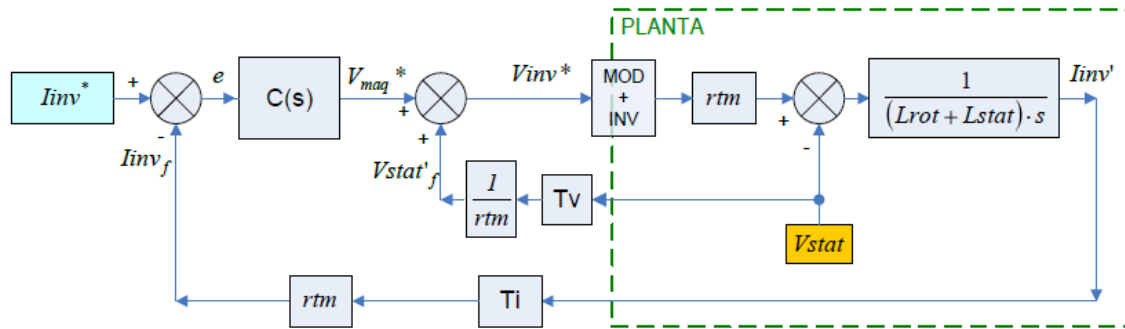 PLANTA
Iinv*
+
-
e
C(s)
Vmaq*
+
+
Vinv*
MOD
+
INV
rtm
+
-
1
(Lrot + Lstat) · s
Iinv'
Iinvf
Vstat'f
1
rtm
Tv
Vstat
rtm
Ti